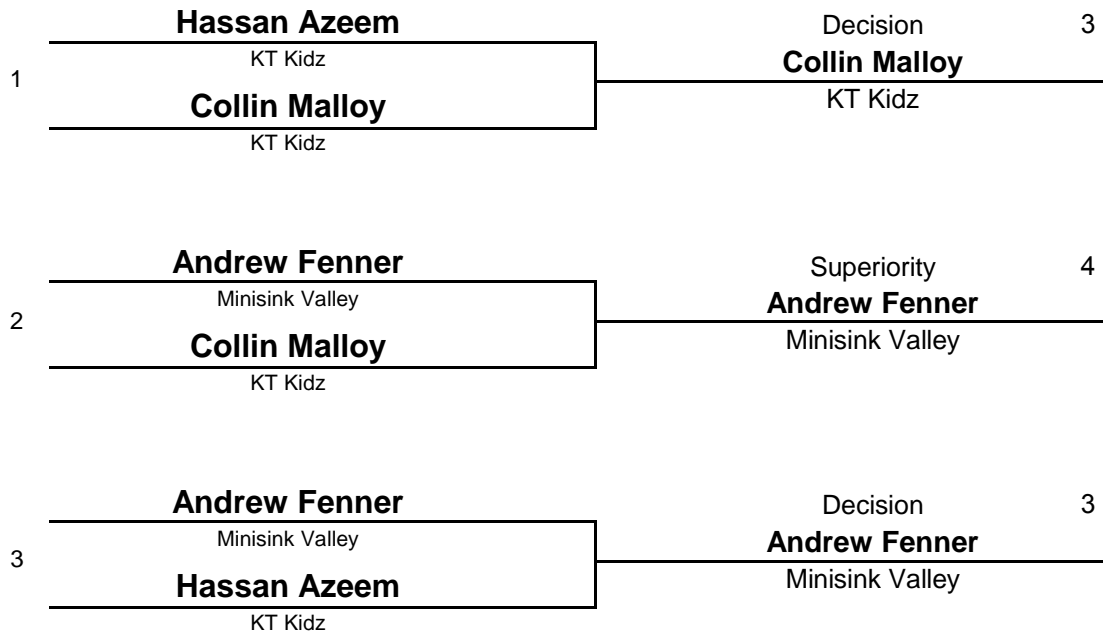 Hassan Azeem
KT Kidz
1
Collin Malloy
KT Kidz
Decision 3
Collin Malloy
KT Kidz
Andrew Fenner
Minisink Valley
2
Collin Malloy
KT Kidz
Superiority 4
Andrew Fenner
Minisink Valley
Andrew Fenner
Minisink Valley
3
Hassan Azeem
KT Kidz
Decision 3
Andrew Fenner
Minisink Valley